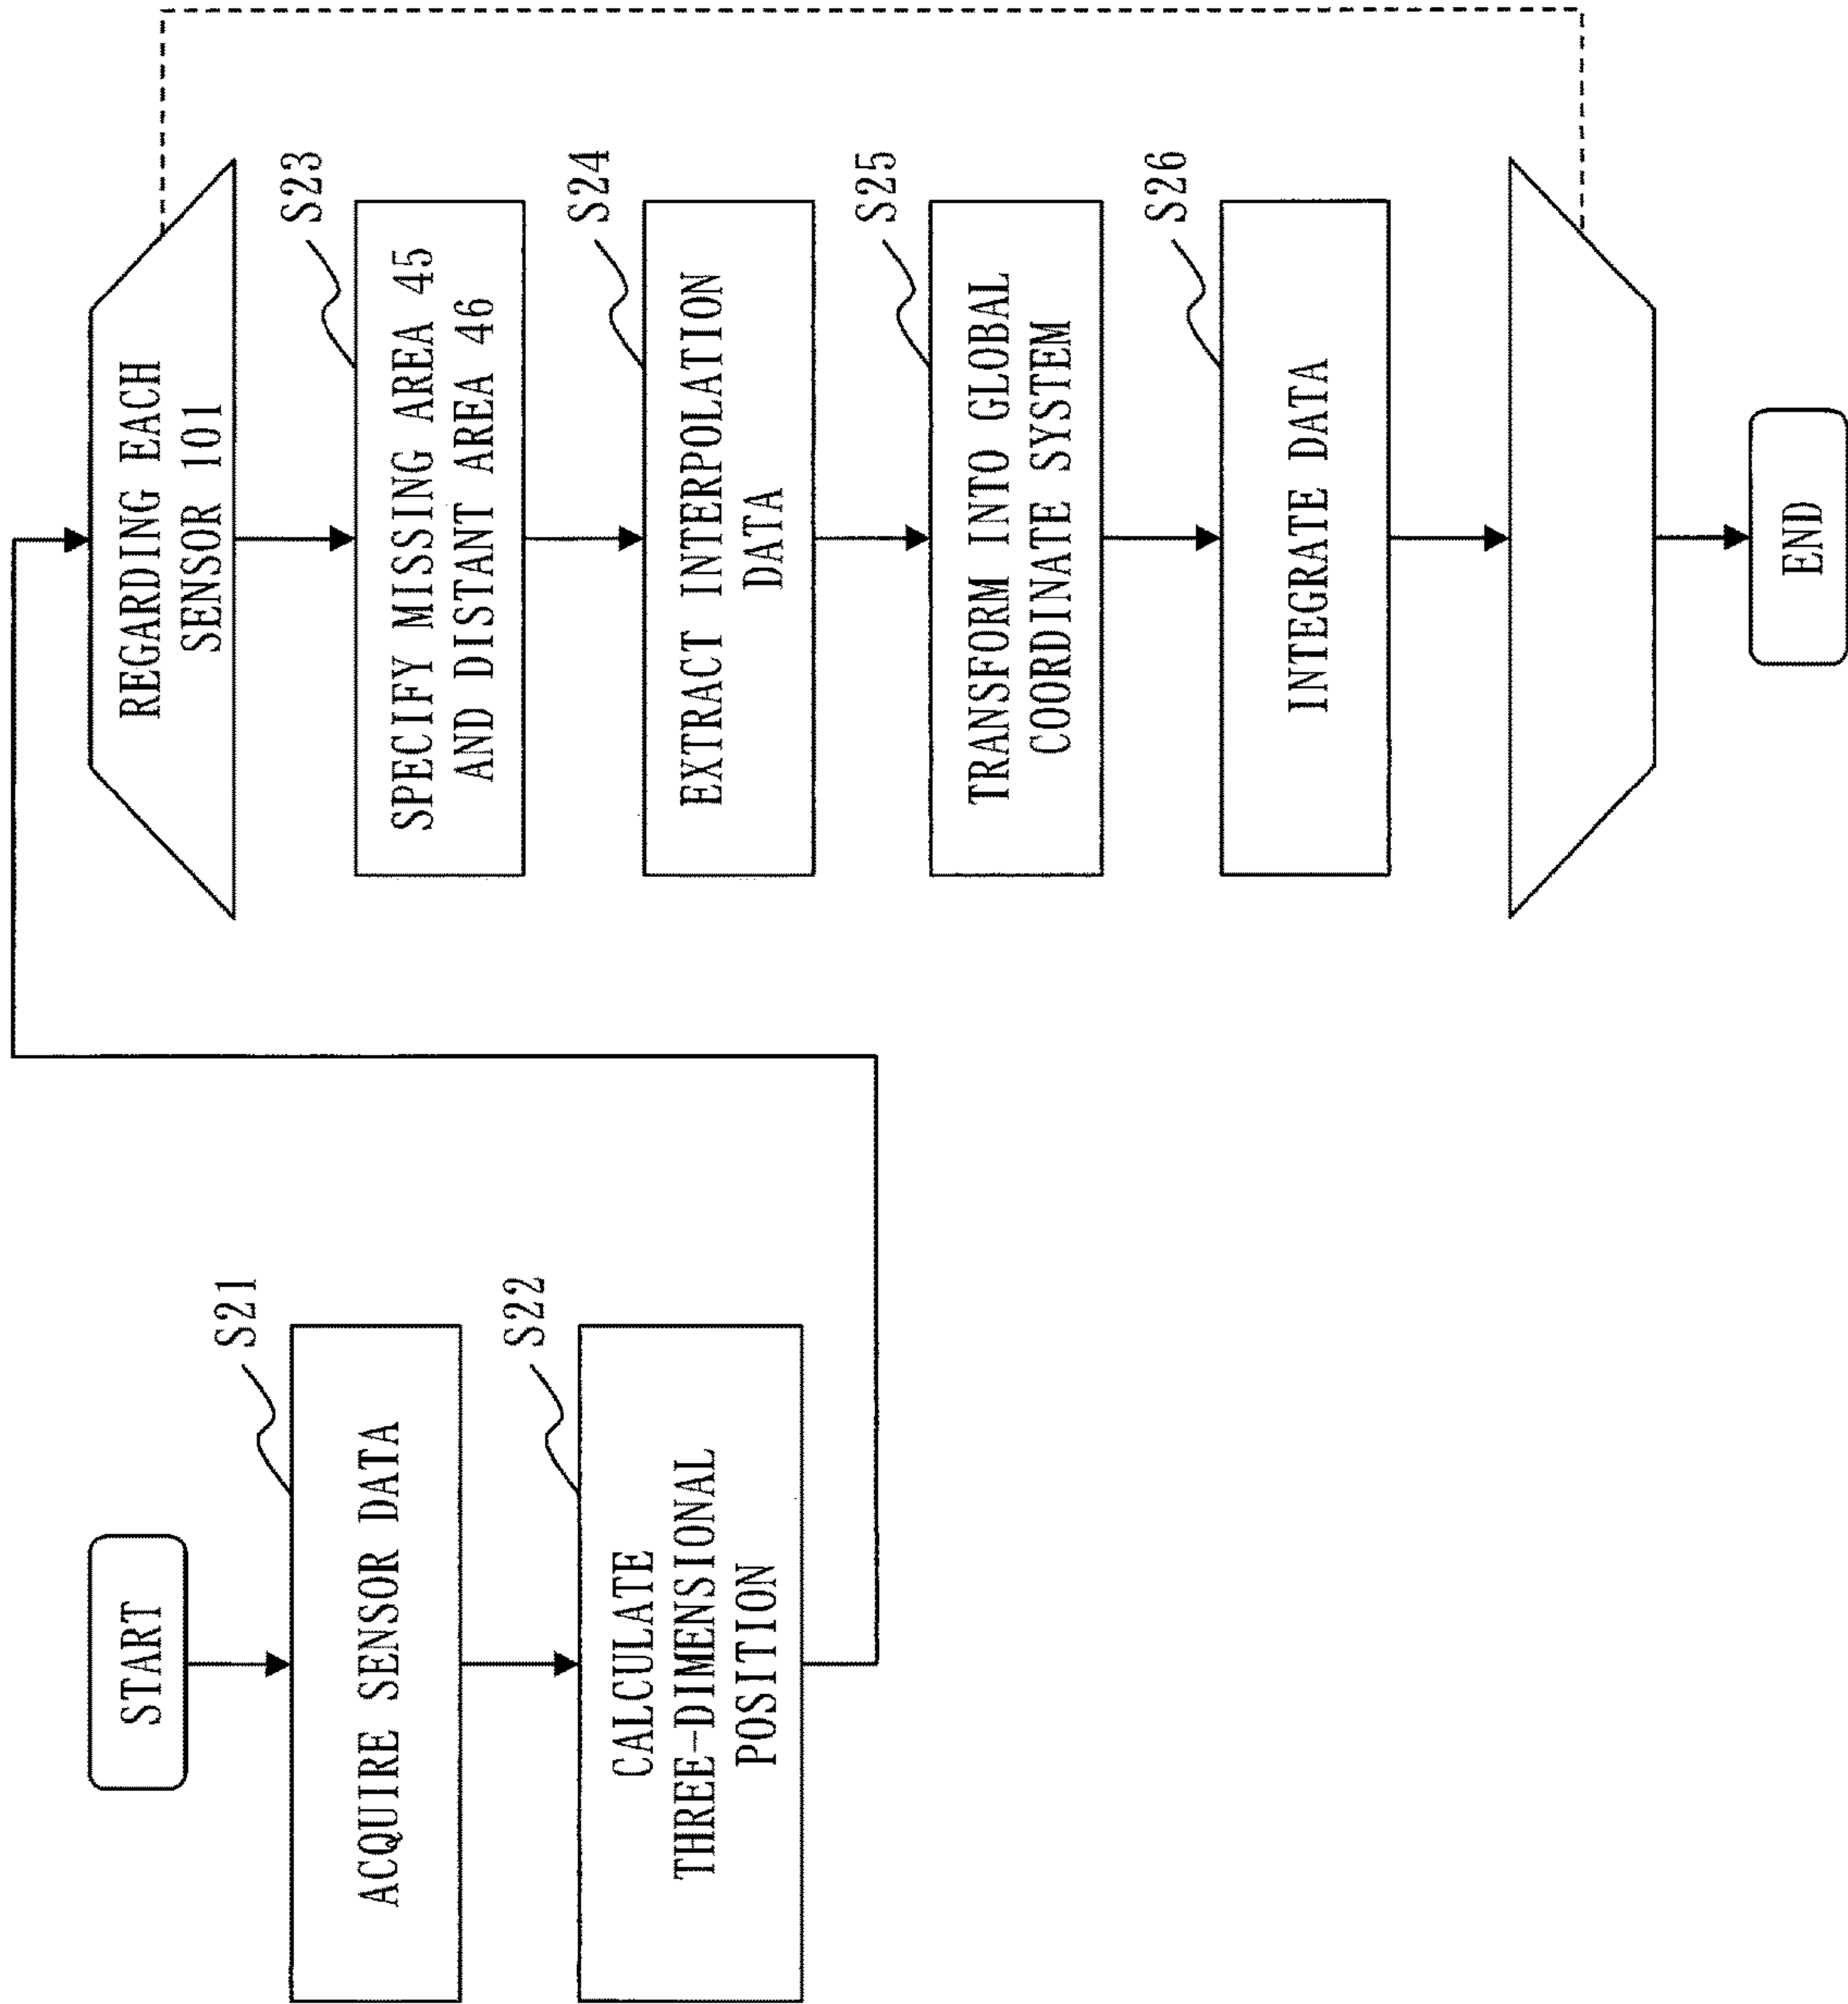 START
S21
ACQUIRE SENSOR DATA
S22
CALCULATE
THREE-DIMENSIONAL
POSITION
REGARDING EACH
SENSOR 101
S23
SPECIFY MISSING AREA 45
AND DISTANT AREA 46
S24
EXTRACT INTERPOLATION
DATA
S25
TRANSFORM INTO GLOBAL
COORDINATE SYSTEM
S26
INTEGRATE DATA
END